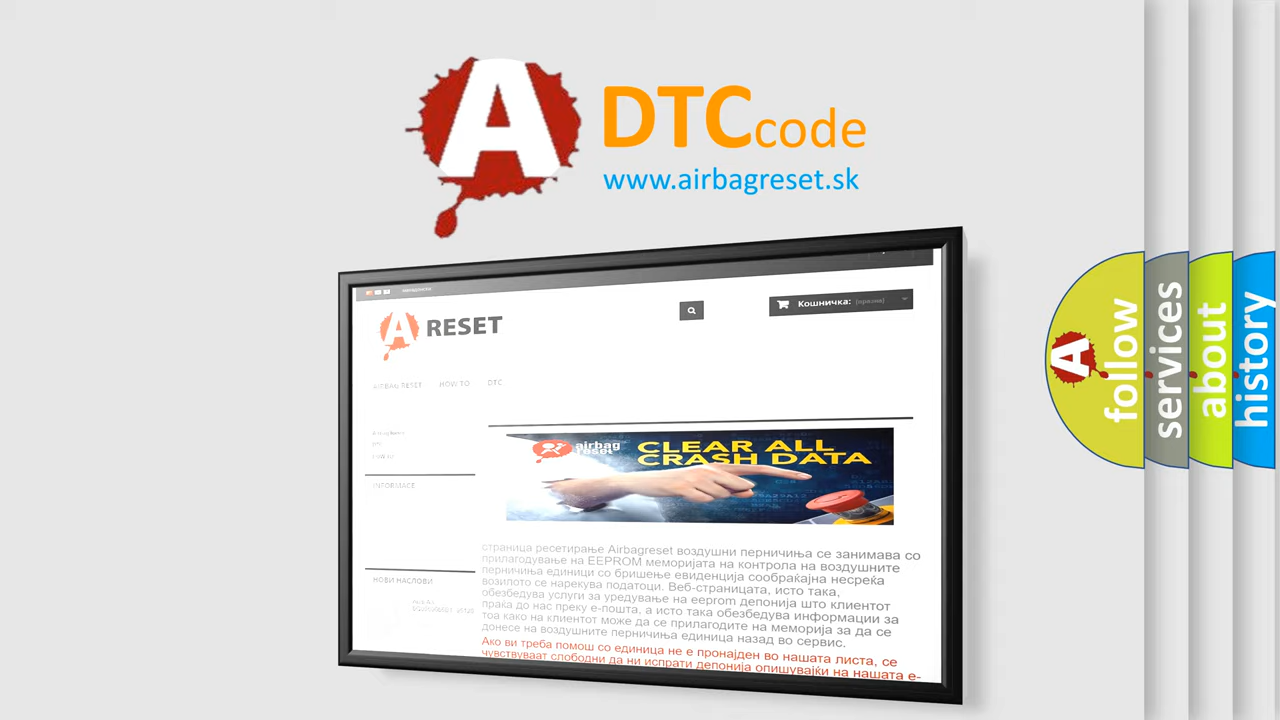 A
DTCcode
www.airbagreset.sk
A RESET
Кошничка: (празна)
AIRBAG RESET HOW TO DTC
INFORMACE
airbag
reset
CLEAR ALL
CRASH DATA
страница ресетирање Airbagreset воздушни перничиња се занимава со
прилагодување на EEPROM меморијата на контрола на воздушните
перничиња единици со бришење евиденција сообраќајна несреќа
возилото се нарекува податоци. Веб-страницата, исто така,
обезбедува услуги за уредување на eeprom депонија што клиентот
праќа до нас преку е-пошта, а исто така обезбедува информации за
тоа како на клиентот може да се прилагодите на меморија за да се
донесе на воздушните перничиња единица назад во сервис.
Ако ви треба помош со единица не е пронајден во нашата листа, се
чувствуваат слободни да ни испрати депонија опишувајќи на нашата е-
НОВИ НАСЛОВИ
A
follow
services
about
history